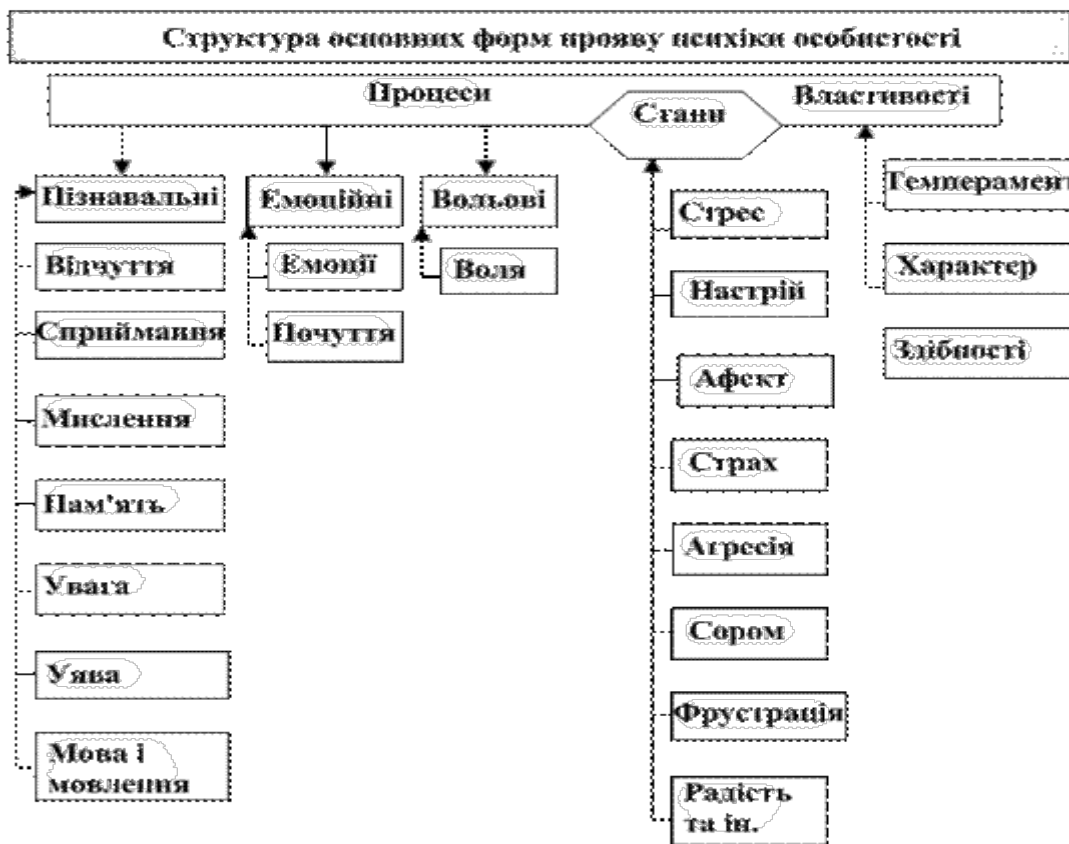 Структура основних форм прояву психіки особистості
Процеси
Стани
Властивості
Пізнавальні
Відчуття
Сприймання
Мислення
Пам'ять
Увага
Уява
Мова і
мовлення
Емоційні
Емоції
Почуття
Вольові
Воля
Стрес
Настрій
Афект
Страх
Агресія
Сором
Фрустрація
Радість
та ін.
Темперамент
Характер
Здібності